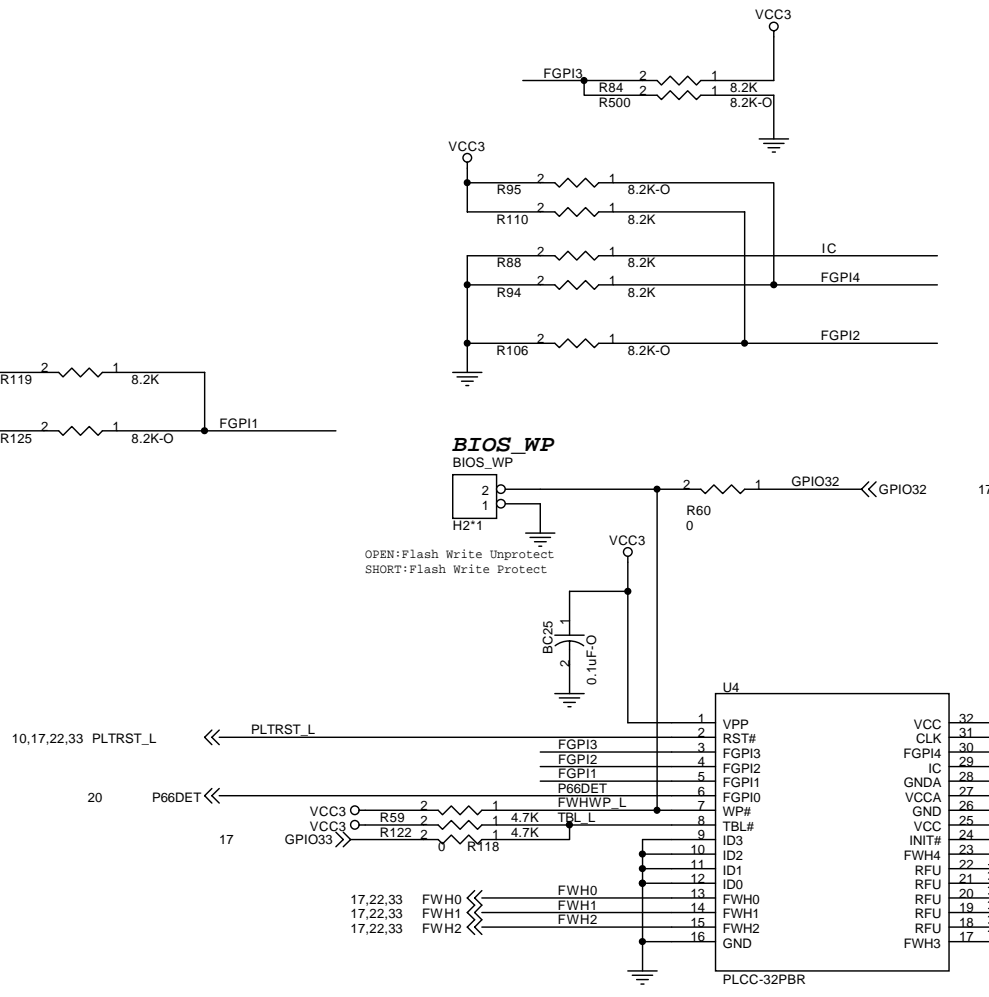 VCC3
FGPI3 2 1
R84 8.2K
2 1
R500 8.2K-O
VCC3
2 1
R95 8.2K-O
2 1
R110 8.2K
2 1 IC
R88 8.2K
2 1 FGPI4
R94 8.2K
2 1 FGPI2
R106 8.2K-O
2 1
R119 8.2K
2 1 FGPI1
R125 8.2K-O
BIOS_WP
BIOS_WP
2
1
H2*1
2 1 GPIO32 GPIO32 17
R60
0
OPEN:Flash Write Unprotect
SHORT:Flash Write Protect
VCC3
BC25
1
2
0.1uF-O
U4
1 VPP VCC 32
10,17,22,33 PLTRST_L PLTRST_L 2 RST# CLK 31
FGPI3 3 FGPI3 FGPI4 30
FGPI2 4 FGPI2 IC 29
FGPI1 5 FGPI1 GNDA 28
20 P66DET P66DET 6 FGPI0 VCCA 27
VCC3 2 1 FWHWP_L 7 WP# GND 26
R59 4.7K
VCC3 2 1 TBL_L 8 TBL# VCC 25
R122 4.7K
17 GPIO33 2 1
0 R118
9 ID3 INIT# 24
10 ID2 FWH4 23
11 ID1 RFU 22
12 ID0 RFU 21
17,22,33 FWH0 FWH0 13 FWH0 RFU 20
17,22,33 FWH1 FWH1 14 FWH1 RFU 19
17,22,33 FWH2 FWH2 15 FWH2 RFU 18
16 GND FWH3 17
PLCC-32PBR